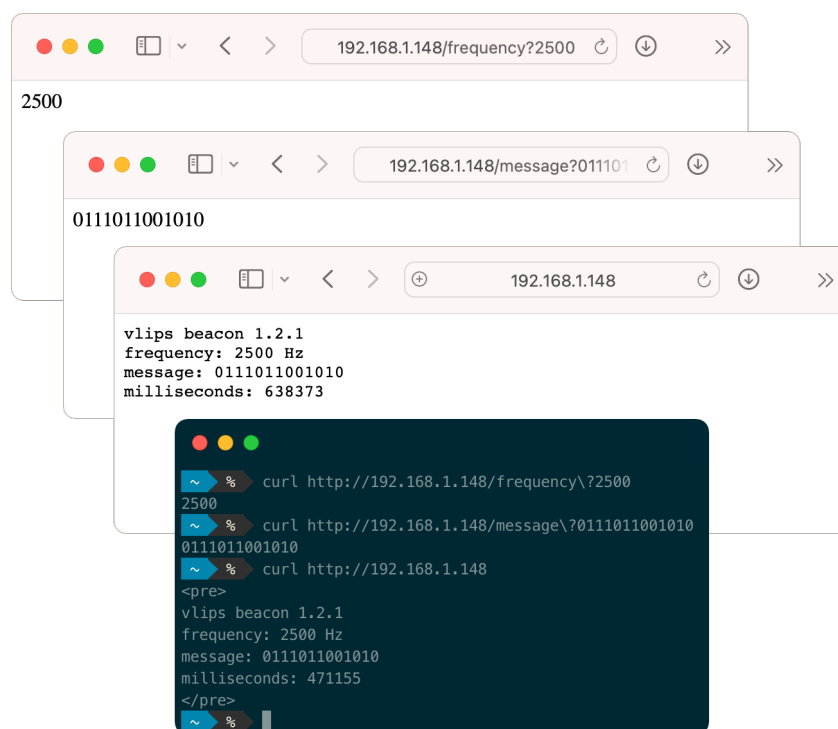 192.168.1.148/frequency?2500
2500
192.168.1.148/message?011101
0111011001010
192.168.1.148
vlips beacon 1.2.1
frequency: 2500 Hz
message: 0111011001010
milliseconds: 638373
~ % curl http://192.168.1.148/frequency\?2500
2500
~ % curl http://192.168.1.148/message\?0111011001010
0111011001010
~ % curl http://192.168.1.148
<pre>
vlips beacon 1.2.1
frequency: 2500 Hz
message: 0111011001010
milliseconds: 471155
</pre>
~ %